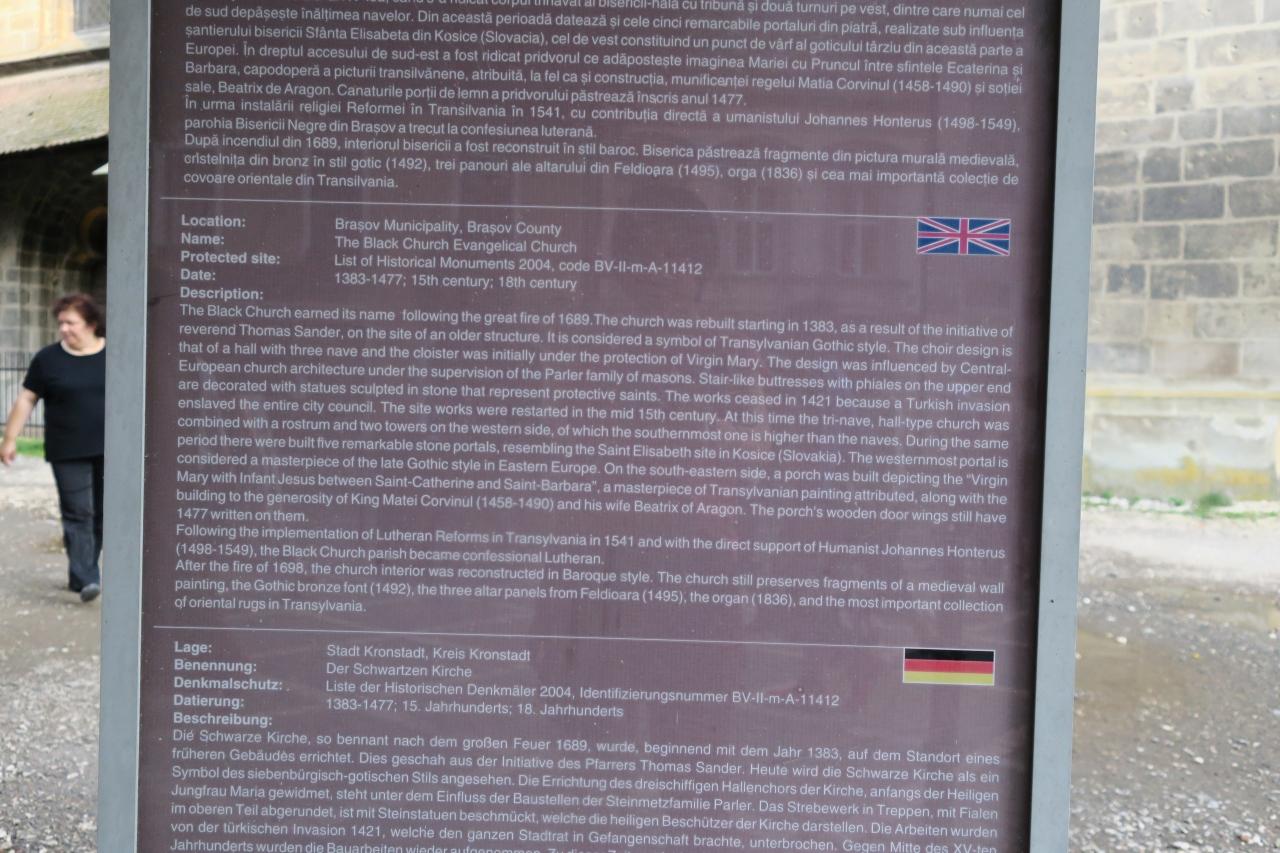 de sud depășește înălțimea navelor. Din această perioadă datează și cele cinci remarcabile portaluri din piatră, realizate sub influența
șantierului bisericii Sfânta Elisabeta din Kosice (Slovacia), cel de vest constituind un punct de vârf al goticului târziu din această parte a
Europei. În dreptul accesului de sud-est a fost ridicat pridvorul ce adăpostește imaginea Mariei cu Pruncul între sfintele Ecaterina și
Barbara, capodoperă a picturii transilvănene, atribuită, la fel ca și construcția, munificenței regelui Matia Corvinul (1458-1490) și soției
sale, Beatrix de Aragon. Canaturile porții de lemn a pridvorului păstrează înscris anul 1477.
În urma instalării religiei Reformei în Transilvania în 1541, cu contribuția directă a umanistului Johannes Honterus (1498-1549),
parohia Bisericii Negre din Brașov a trecut la confesiunea luterană.
După incendiul din 1689, interiorul bisericii a fost reconstruit în stil baroc. Biserica păstrează fragmente din pictura murală medievală,
cristelnița din bronz în stil gotic (1492), trei panouri ale altarului din Feldioara (1495), orga (1836) și cea mai importantă colecție de
covoare orientale din Transilvania.
Location: Brașov Municipality, Brașov County
Name: The Black Church Evangelical Church
Protected site: List of Historical Monuments 2004, code BV-II-m-A-11412
Date: 1383-1477; 15th century; 18th century
Description:
The Black Church earned its name following the great fire of 1689.The church was rebuilt starting in 1383, as a result of the initiative of
reverend Thomas Sander, on the site of an older structure. It is considered a symbol of Transylvanian Gothic style. The choir design is
that of a hall with three nave and the cloister was initially under the protection of Virgin Mary. The design was influenced by Central-
European church architecture under the supervision of the Parler family of masons. Stair-like buttresses with phiales on the upper end
are decorated with statues sculpted in stone that represent protective saints. The works ceased in 1421 because a Turkish invasion
enslaved the entire city council. The site works were restarted in the mid 15th century. At this time the tri-nave, hall-type church was
combined with a rostrum and two towers on the western side, of which the southernmost one is higher than the naves. During the same
period there were built five remarkable stone portals, resembling the Saint Elisabeth site in Kosice (Slovakia). The westernmost portal is
considered a masterpiece of the late Gothic style in Eastern Europe. On the south-eastern side, a porch was built depicting the "Virgin
Mary with Infant Jesus between Saint-Catherine and Saint-Barbara", a masterpiece of Transylvanian painting attributed, along with the
building to the generosity of King Matei Corvinul (1458-1490) and his wife Beatrix of Aragon. The porch's wooden door wings still have
1477 written on them.
Following the implementation of Lutheran Reforms in Transylvania in 1541 and with the direct support of Humanist Johannes Honterus
(1498-1549), the Black Church parish became confessional Lutheran.
After the fire of 1698, the church interior was reconstructed in Baroque style. The church still preserves fragments of a medieval wall
painting, the Gothic bronze font (1492), the three altar panels from Feldioara (1495), the organ (1836), and the most important collection
of oriental rugs in Transylvania.
Lage: Stadt Kronstadt, Kreis Kronstadt
Benennung: Der Schwartzen Kirche
Denkmalschutz: Liste der Historischen Denkmäler 2004, Identifizierungsnummer BV-II-m-A-11412
Datierung: 1383-1477; 15. Jahrhunderts; 18. Jahrhunderts
Beschreibung:
Die Schwarze Kirche, so bennant nach dem großen Feuer 1689, wurde, beginnend mit dem Jahr 1383, auf dem Standort eines
früheren Gebäudes errichtet. Dies geschah aus der Initiative des Pfarrers Thomas Sander. Heute wird die Schwarze Kirche als ein
Symbol des siebenbürgisch-gotischen Stils angesehen. Die Errichtung des dreischiffigen Hallenchors der Kirche, anfangs der Heiligen
Jungfrau Maria gewidmet, steht unter dem Einfluss der Baustellen der Steinmetzfamilie Parler. Das Strebewerk in Treppen, mit Fialen
im oberen Teil abgerundet, ist mit Steinstatuen beschmückt, welche die heiligen Beschützer der Kirche darstellen. Die Arbeiten wurden
von der türkischen Invasion 1421, welche den ganzen Stadtrat in Gefangenschaft brachte, unterbrochen. Gegen Mitte des XV-ten
Jahrhunderts wurden die Bauarbeiten wieder aufgenommen.